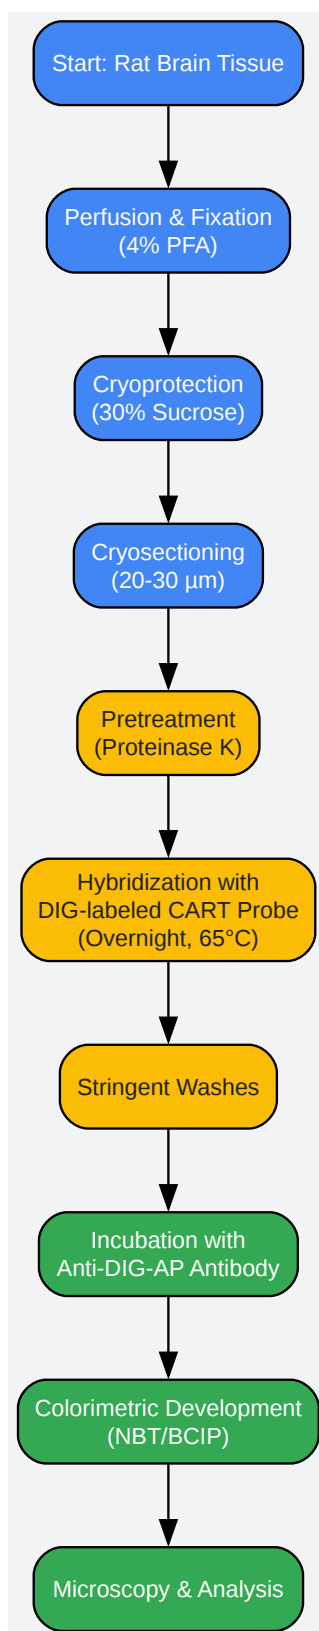 Start: Rat Brain Tissue
Perfusion & Fixation
(4% PFA)
Cryoprotection
(30% Sucrose)
Cryosectioning
(20-30 µm)
Pretreatment
(Proteinase K)
Hybridization with
DIG-labeled CART Probe
(Overnight, 65°C)
Stringent Washes
Incubation with
Anti-DIG-AP Antibody
Colorimetric Development
(NBT/BCIP)
Microscopy & Analysis